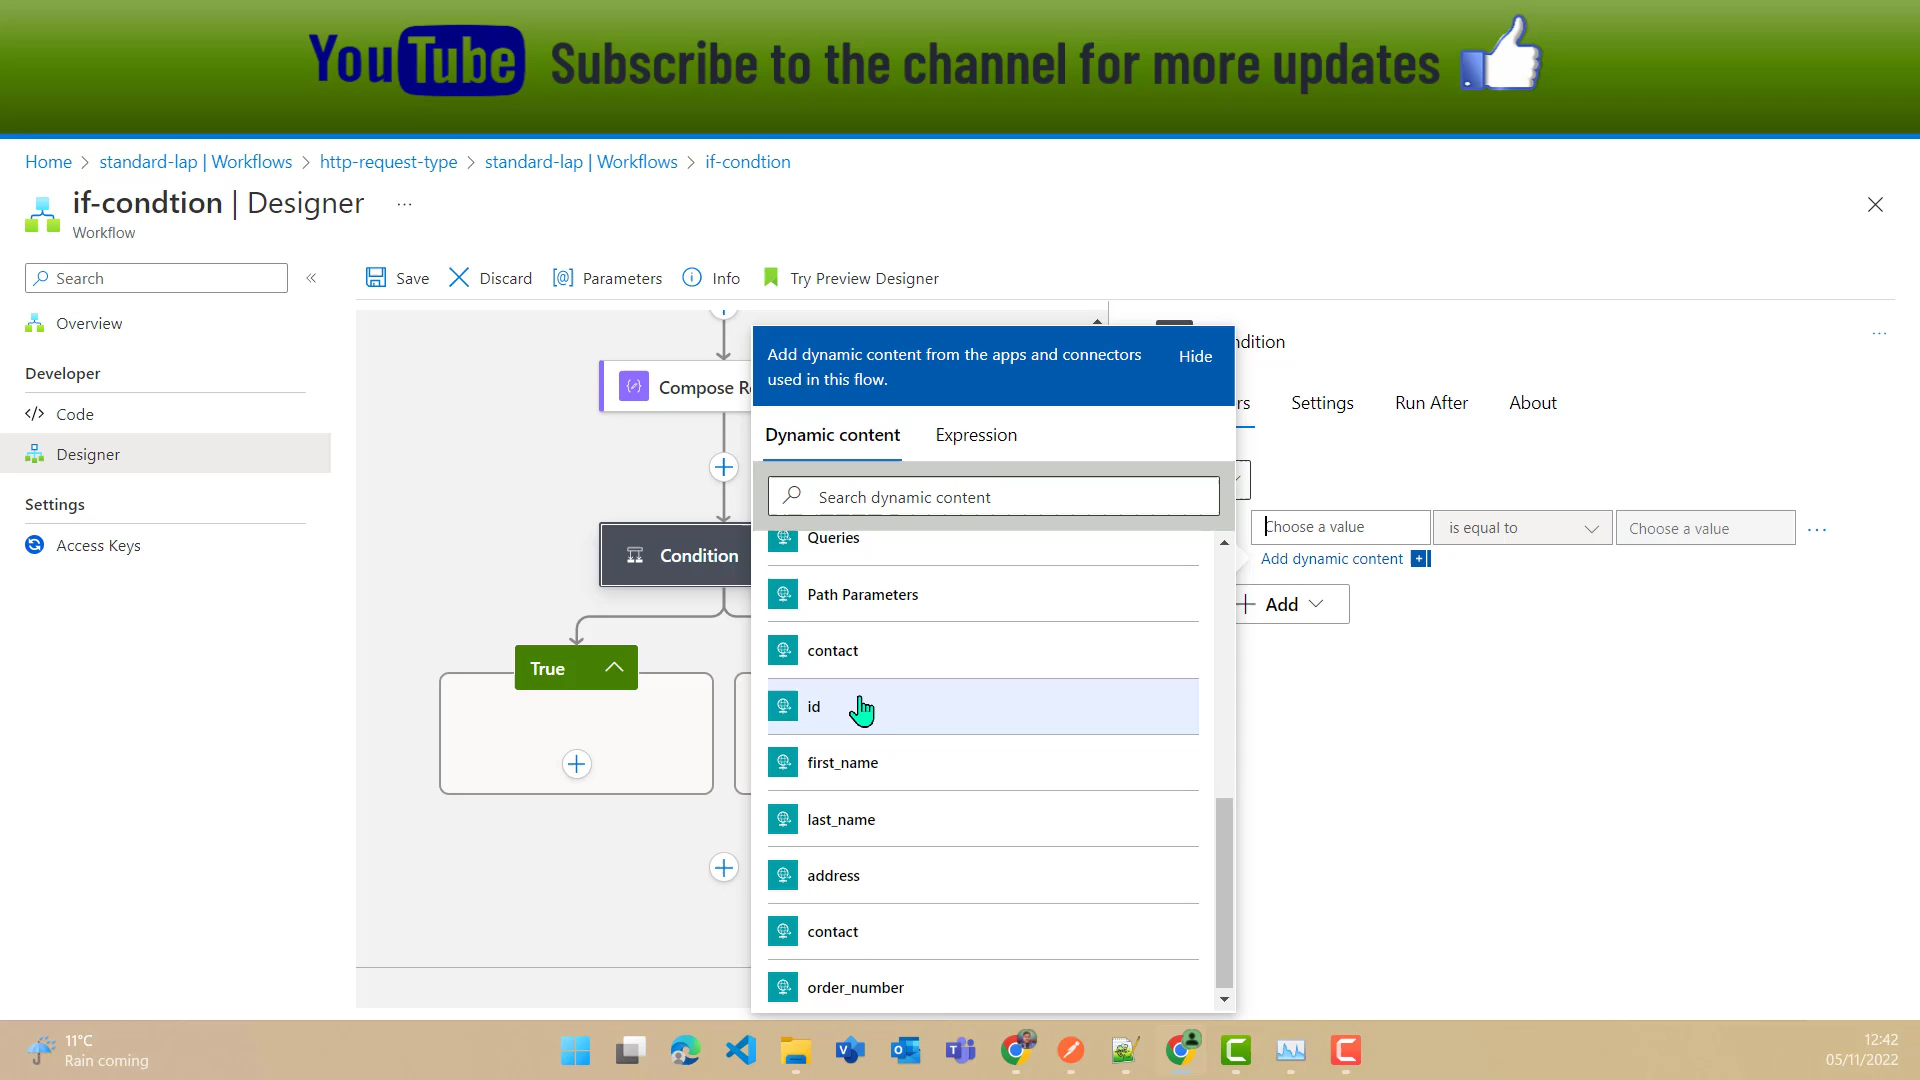 YouTube Subscribe to the channel for more updates
Home > standard-lap | Workflows > http-request-type > standard-lap | Workflows > if-condtion
if-condtion | Designer ...
Workflow
Search «
Save Discard Parameters Info Try Preview Designer
Overview
Developer
Code
Designer
Settings
Access Keys
Compose
Condition
True
Add dynamic content from the apps and connectors Hide
used in this flow.
Dynamic content Expression
Search dynamic content
Queries
Path Parameters
contact
id
first_name
last_name
address
contact
order_number
ndition ...
rs Settings Run After About
Choose a value is equal to Choose a value ...
Add dynamic content
Add
11°C
Rain coming
12:42
05/11/2022